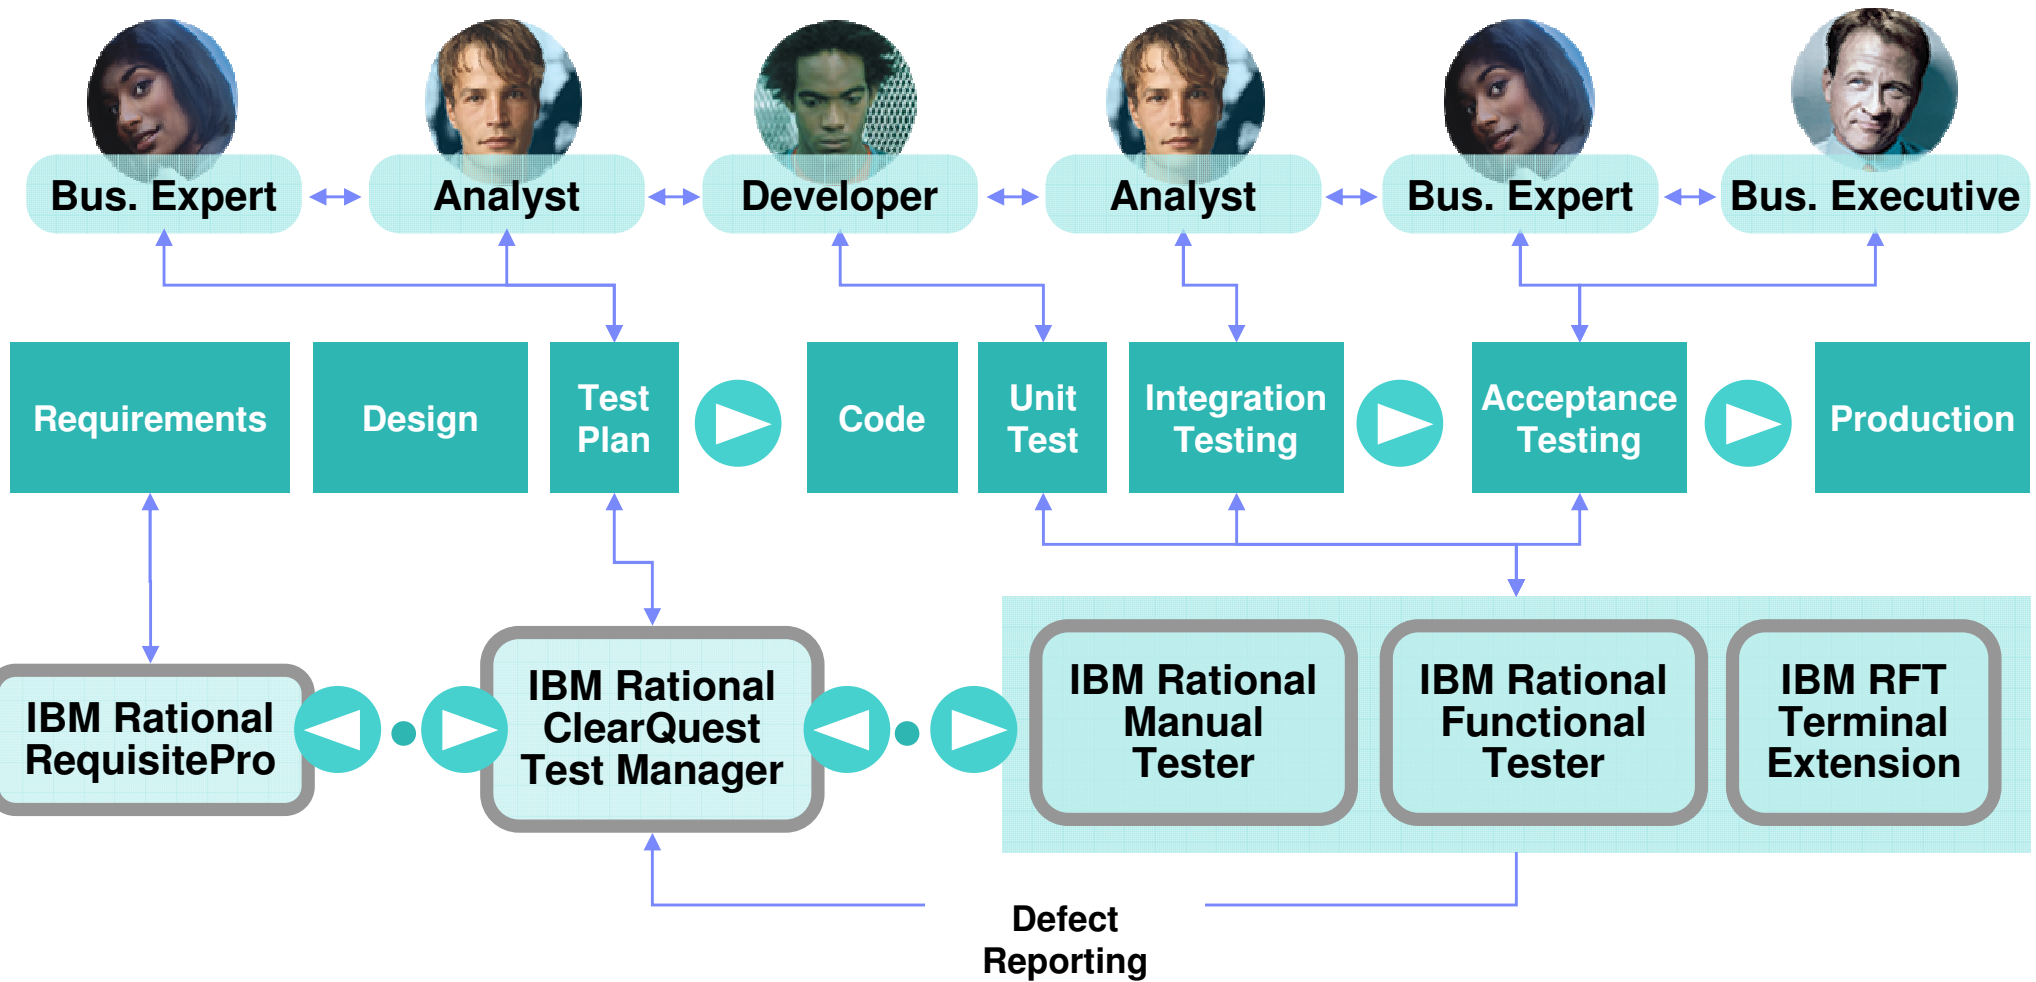 Bus. Expert
Analyst
Developer
Analyst
Bus. Expert
Bus. Executive
Requirements
Design
Test
Plan
Code
Unit
Test
Integration
Testing
Acceptance
Testing
Production
IBM Rational
RequisitePro
IBM Rational
ClearQuest
Test Manager
IBM Rational
Manual
Tester
IBM Rational
Functional
Tester
IBM RFT
Terminal
Extension
Defect
Reporting